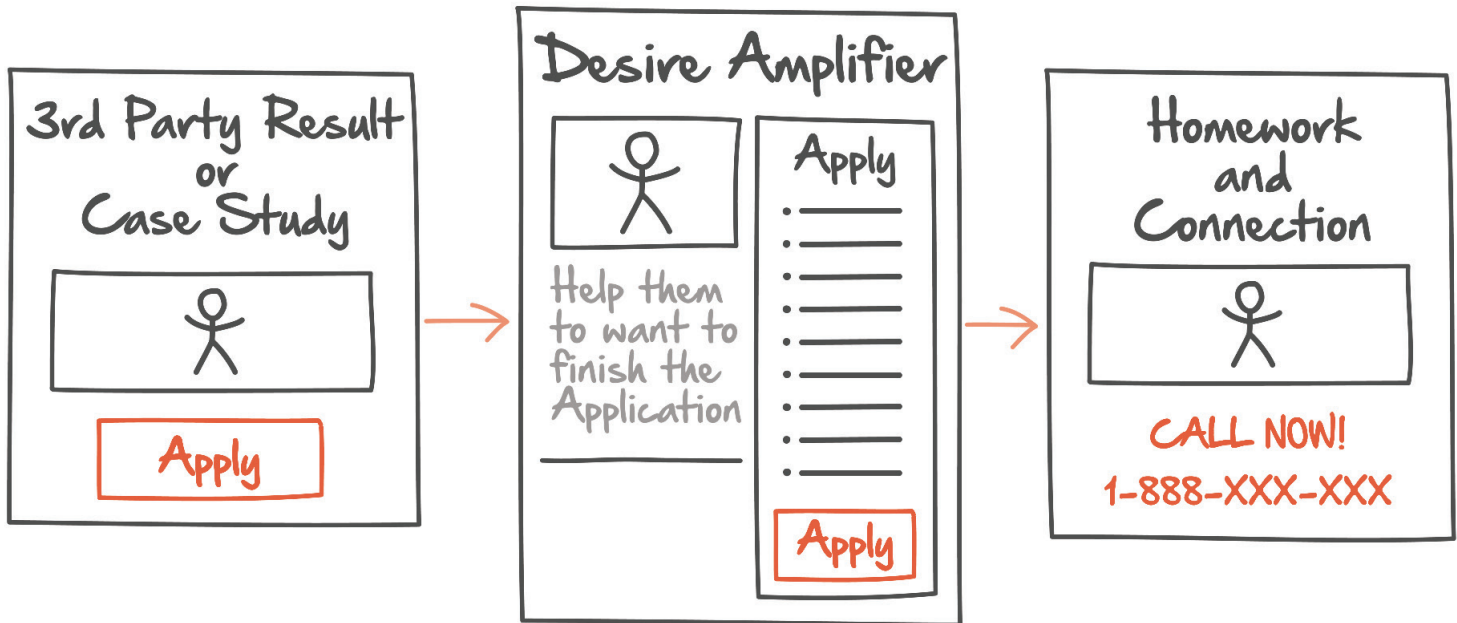 3rd Party Result
or
Case Study
Apply
Desire Amplifier
Help them
to want to
finish the
Application
Apply
Apply
Homework
and
Connection
CALL NOW!
1-888-XXX-XXX